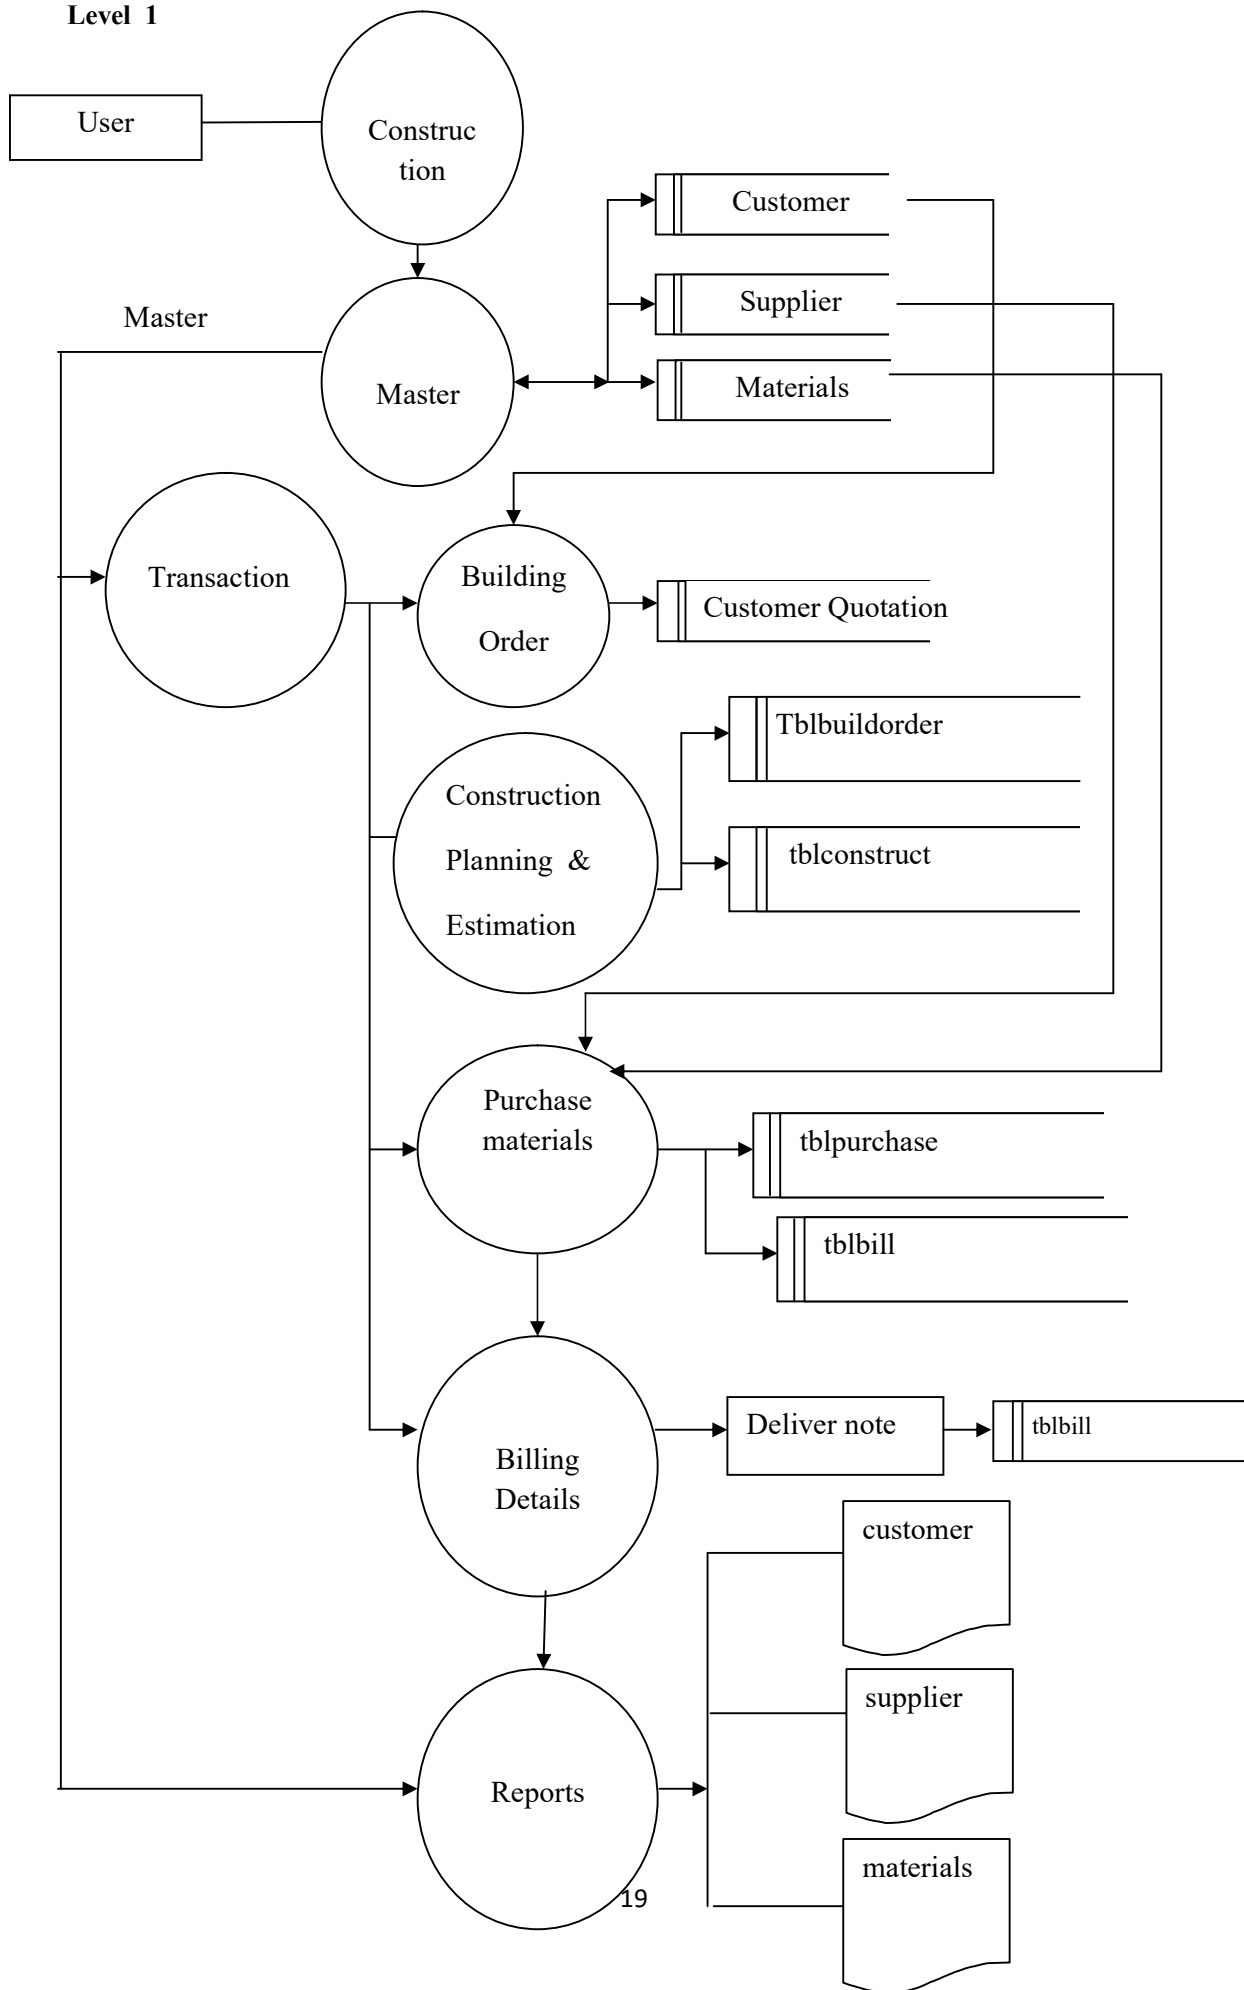 Level 1
User
Construc
tion
Customer
Supplier
Master
Materials
Master
Transaction
Building
Order
Customer Quotation
Tblbuildorder
Construction
Planning &
Estimation
tblconstruct
Purchase
materials
tblpurchase
tblbill
Deliver note
tblbill
Billing
Details
customer
supplier
Reports
materials
19